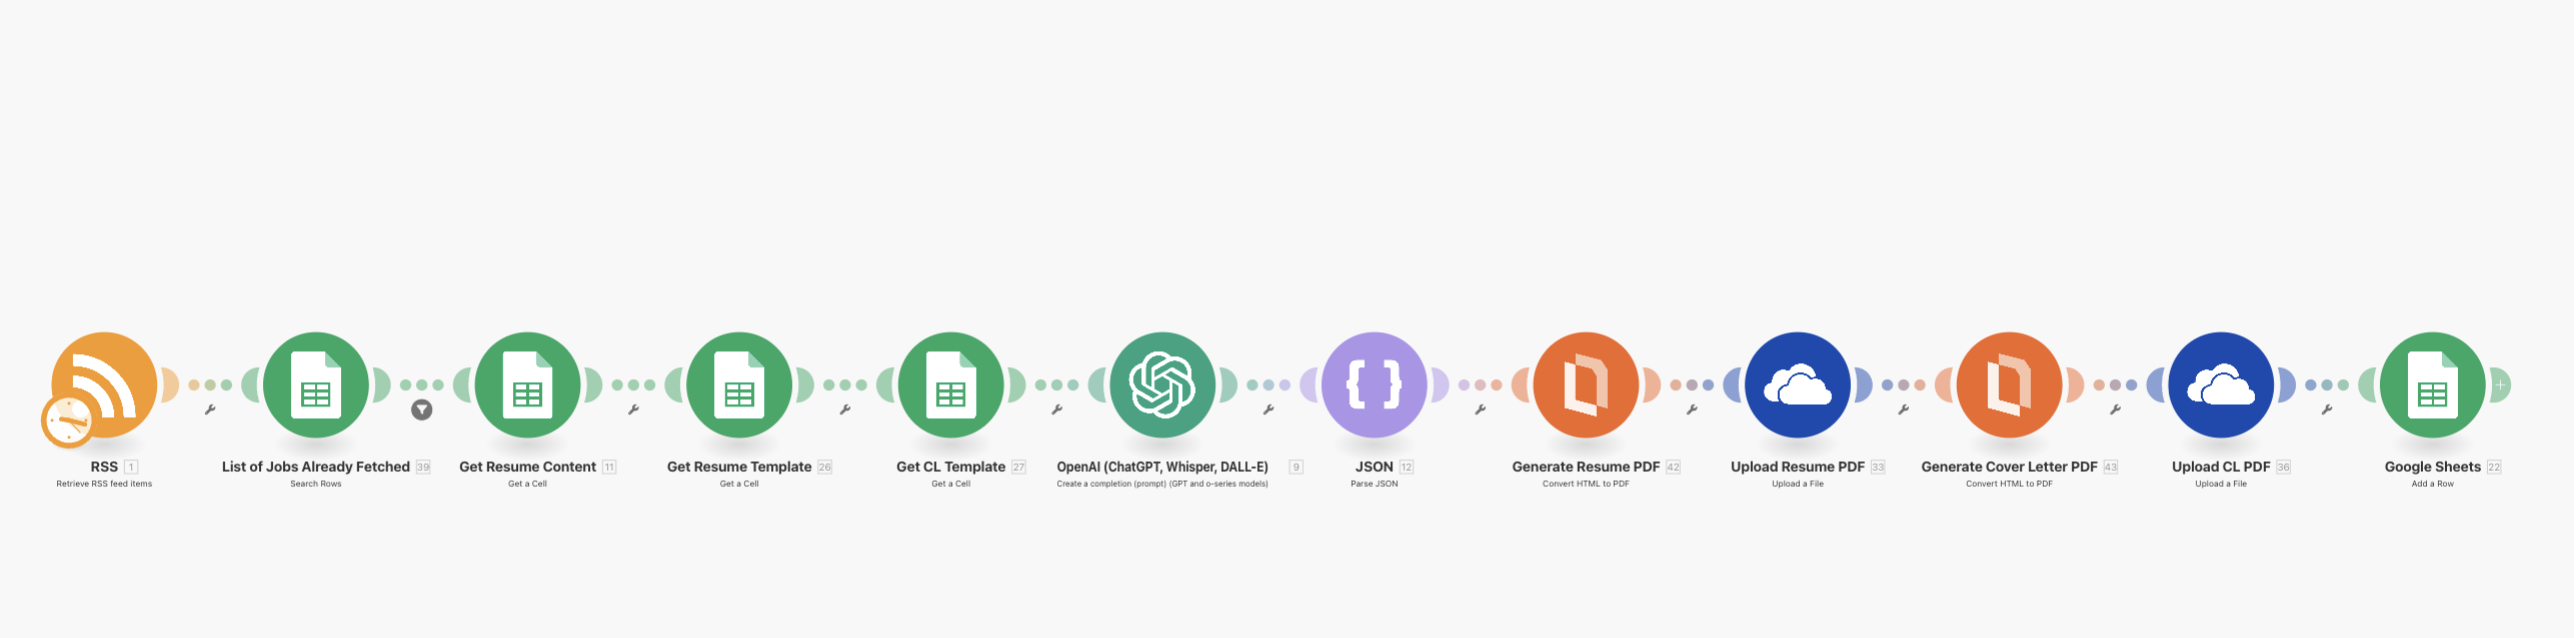 RSS 1
Retrieve RSS feed items
List of Jobs Already Fetched 39
Search Rows
Get Resume Content 11
Get a Cell
Get Resume Template 26
Get a Cell
Get CL Template 27
Get a Cell
OpenAI (ChatGPT, Whisper, DALL-E) 9
Create a completion (prompt) (GPT and o-series models)
JSON 12
Parse JSON
Generate Resume PDF 42
Convert HTML to PDF
Upload Resume PDF 33
Upload a File
Generate Cover Letter PDF 43
Convert HTML to PDF
Upload CL PDF 36
Upload a File
Google Sheets 22
Add a Row